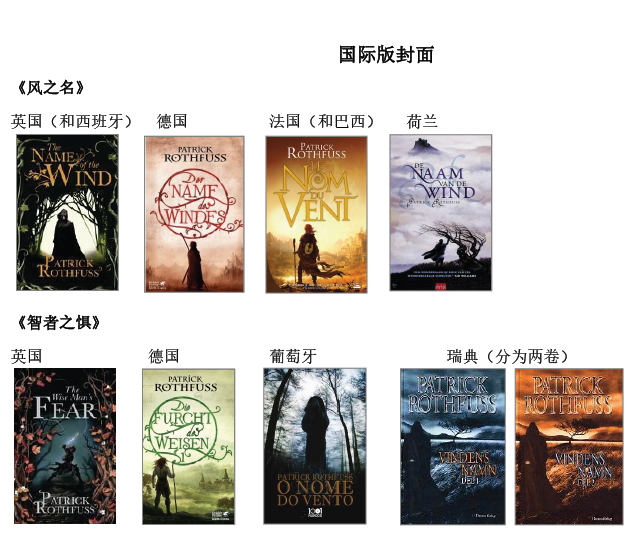 国际版封面
《风之名》
英国（和西班牙） 德国 法国（和巴西） 荷兰
The
NAME
of the
WIND
PATRICK
ROTHFUSS
PATRICK
ROTHFUSS
Der
NAME
des
WINDES
PATRICK
ROTHFUSS
LE
NOM
DU
VENT
DE
NAAM
VAN DE
WIND
PATRICK ROTHFUSS
《智者之惧》
英国 德国 葡萄牙 瑞典（分为两卷）
The
Wise Man's
FEAR
PATRICK
ROTHFUSS
PATRICK
ROTHFUSS
Die
FURCHT
des
WEISEN
1
PATRICK ROTHFUSS
O NOME
DO VENTO
1001
PATRICK
ROTHFUSS
VINDENS
NAMN
DEL 1
PATRICK
ROTHFUSS
VINDENS
NAMN
DEL 2